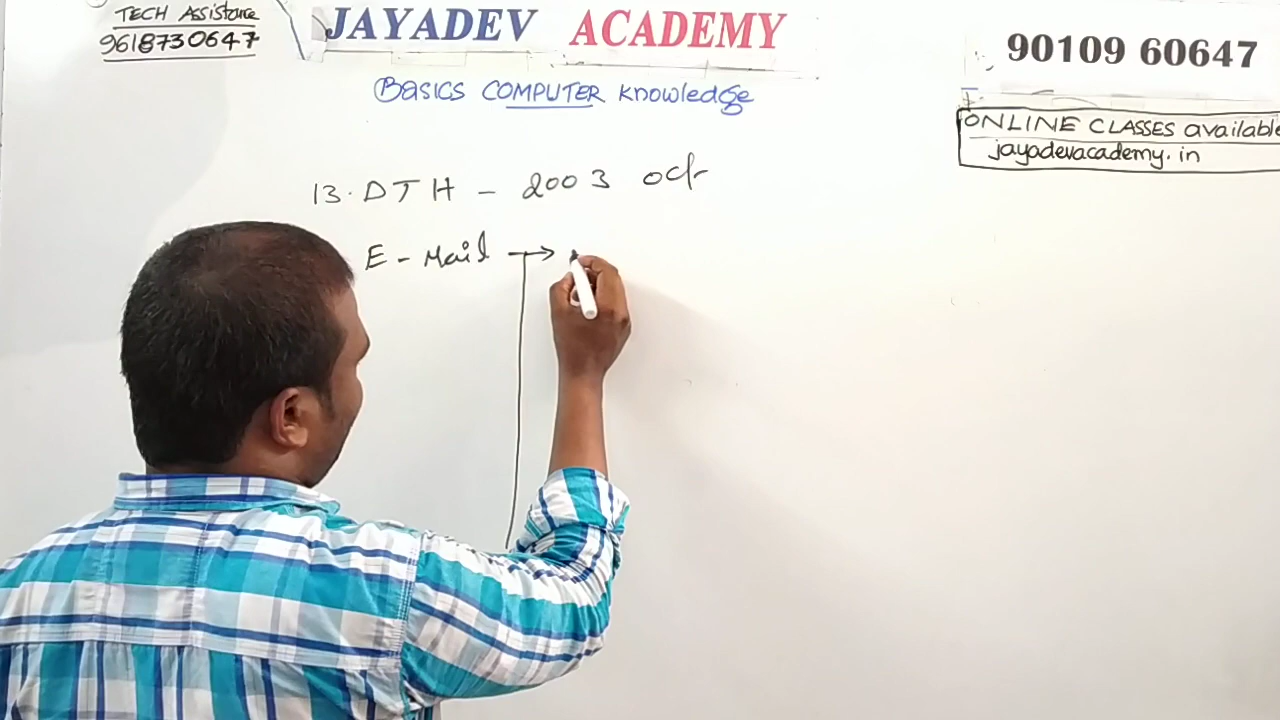 TECH Assistance
9618730647
JAYADEV ACADEMY
90109 60647
Basics COMPUTER Knowledge
ONLINE CLASSES available
jayadevacademy.in
13. DTH - 2003 oct
E-Mail →